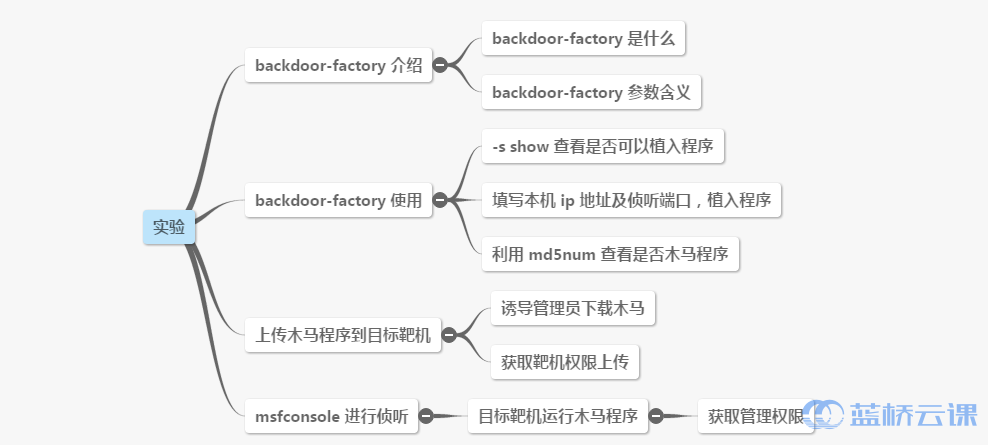 实验
backdoor-factory 介绍
backdoor-factory 是什么
backdoor-factory 参数含义
backdoor-factory 使用
-s show 查看是否可以植入程序
填写本机 ip 地址及侦听端口，植入程序
利用 md5num 查看是否木马程序
上传木马程序到目标靶机
诱导管理员下载木马
获取靶机权限上传
msfconsole 进行侦听
目标靶机运行木马程序
获取管理权限
蓝桥云课